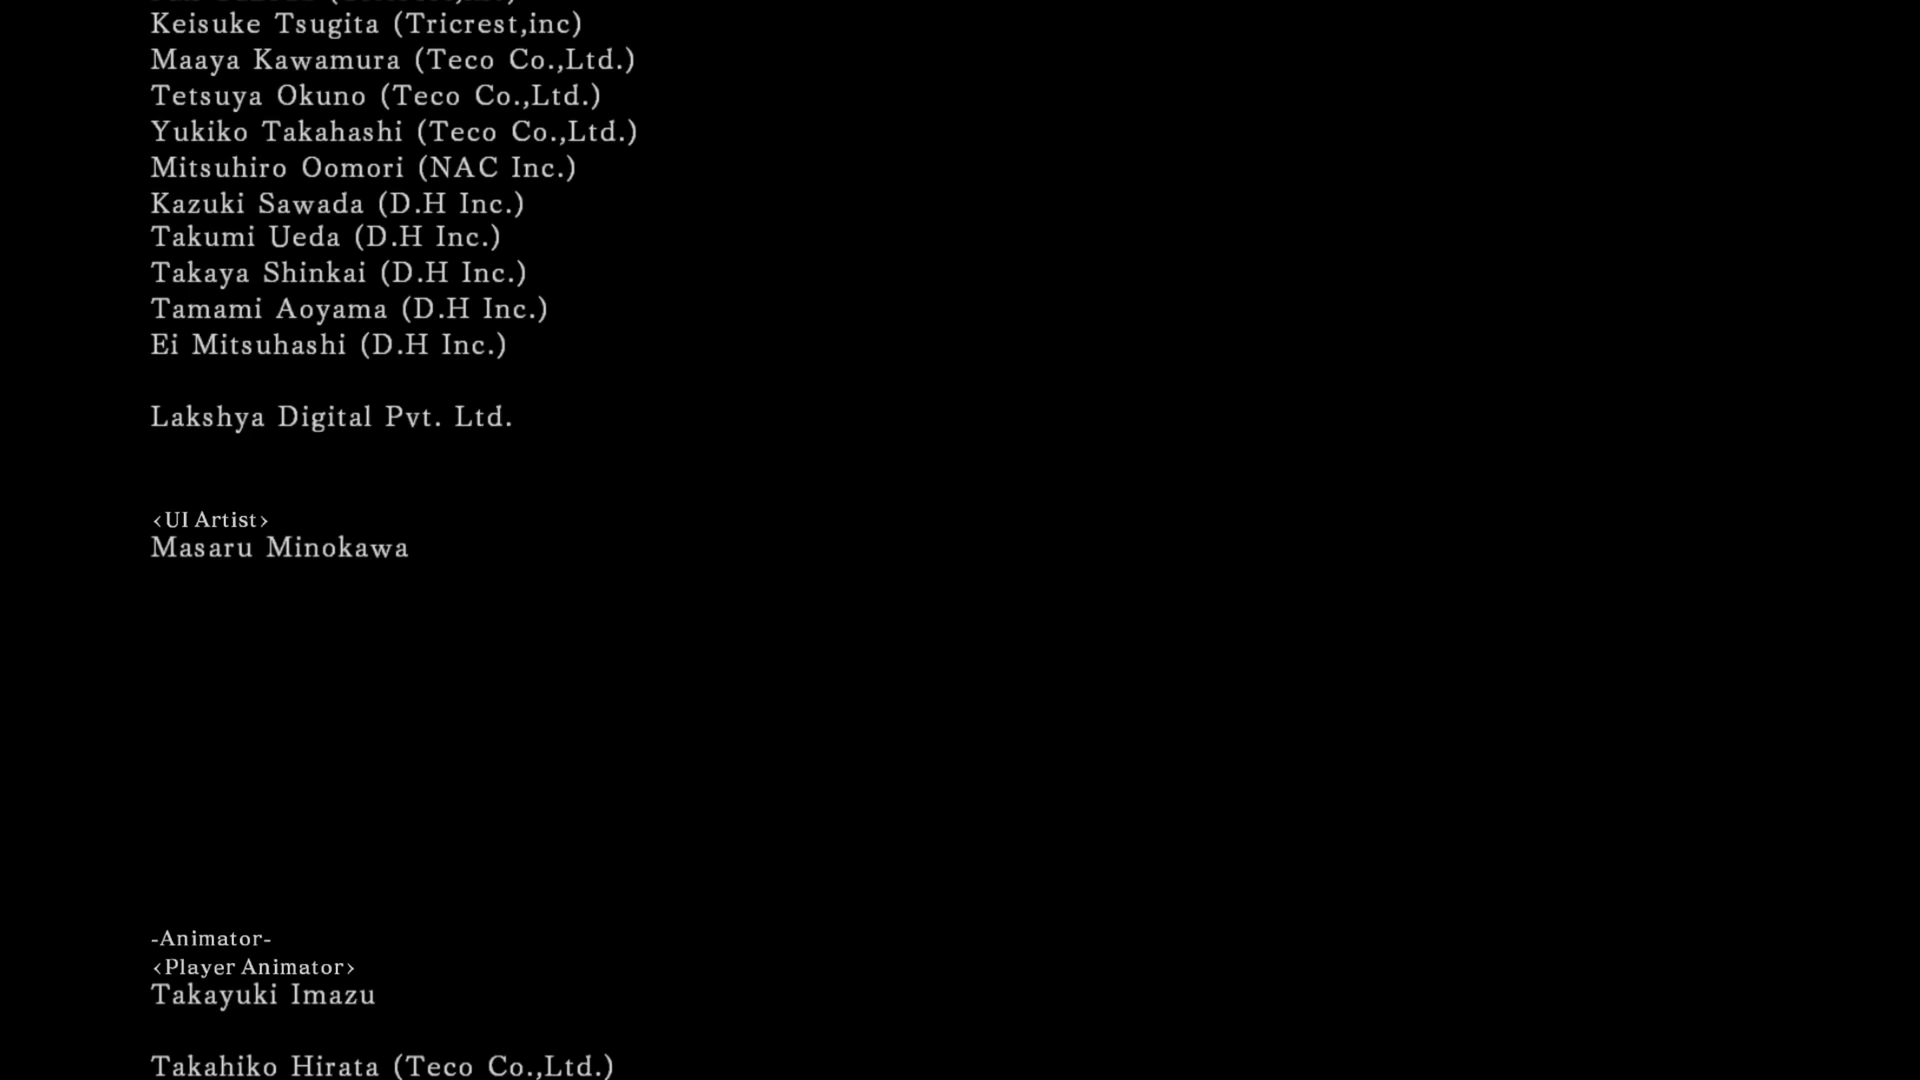 Keisuke Tsugita (Tricrest,inc)
Maaya Kawamura (Teco Co.,Ltd.)
Tetsuya Okuno (Teco Co.,Ltd.)
Yukiko Takahashi (Teco Co.,Ltd.)
Mitsuhiro Oomori (NAC Inc.)
Kazuki Sawada (D.H Inc.)
Takumi Ueda (D.H Inc.)
Takaya Shinkai (D.H Inc.)
Tamami Aoyama (D.H Inc.)
Ei Mitsuhashi (D.H Inc.)
Lakshya Digital Pvt. Ltd.
<UI Artist>
Masaru Minokawa
-Animator-
<Player Animator>
Takayuki Imazu
Takahiko Hirata (Teco Co.,Ltd.)